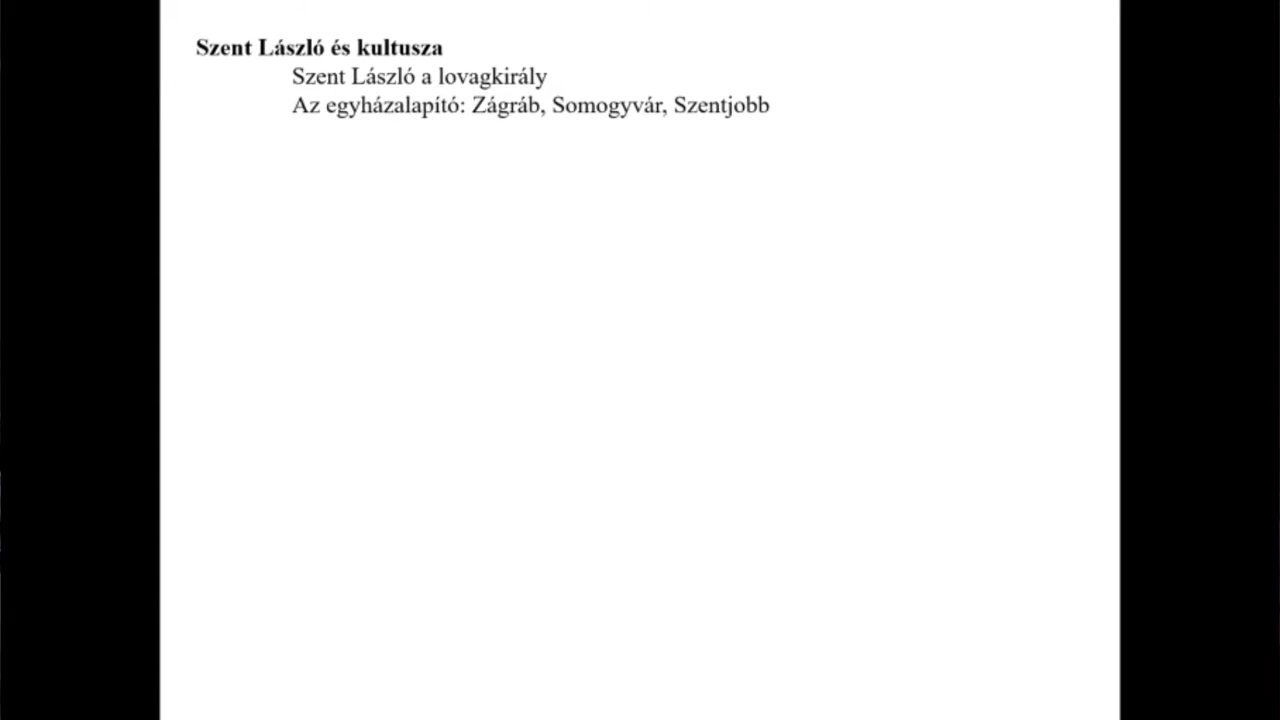 Szent László és kultusza
Szent László a lovagkirály
Az egyházalapító: Zágráb, Somogyvár, Szentjobb